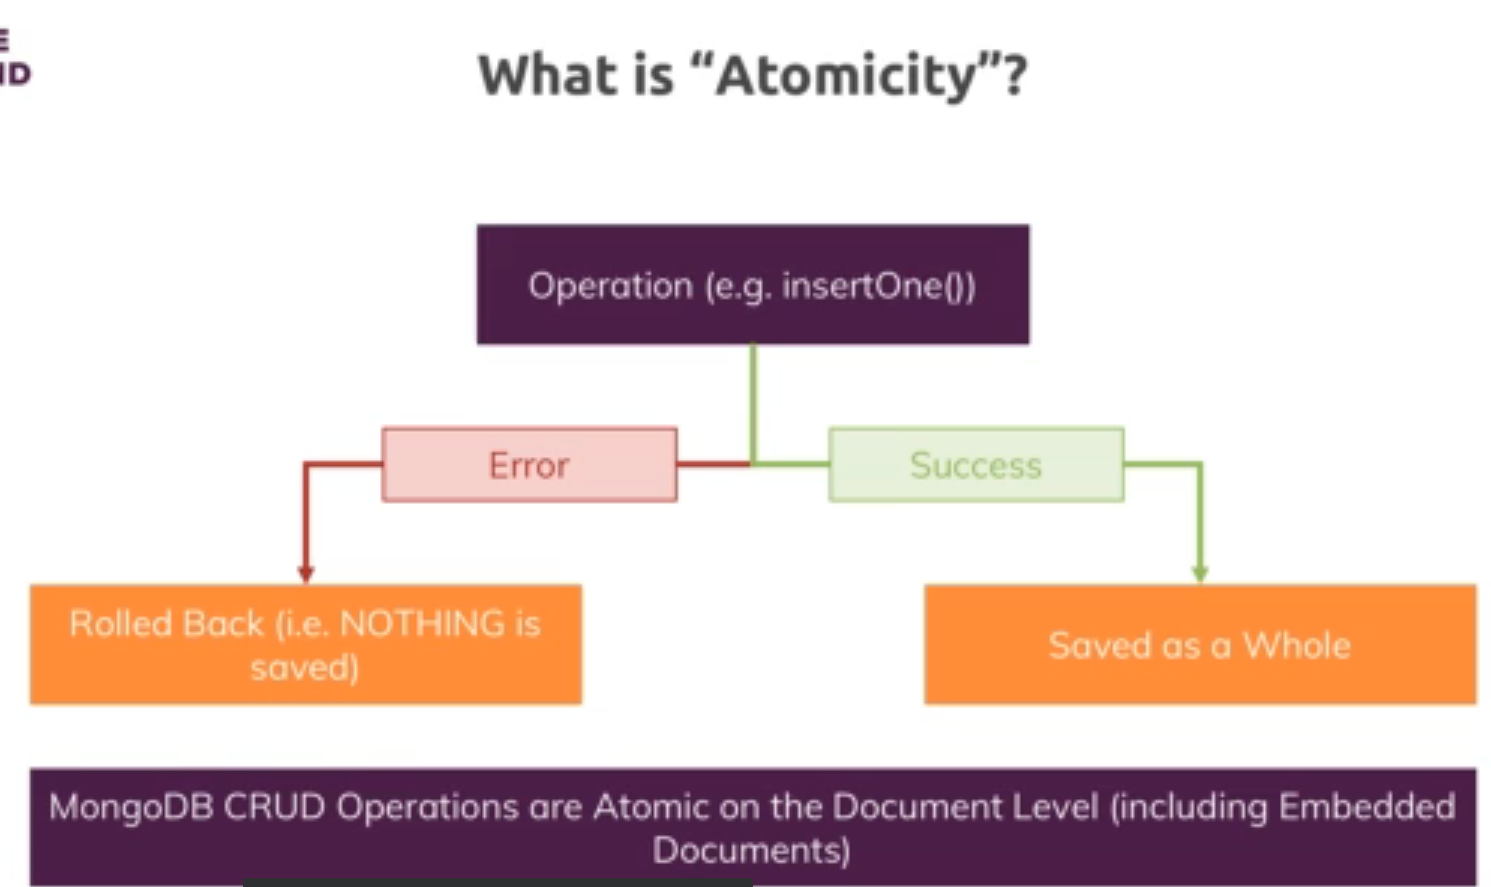 E
ND
What is “Atomicity”?
Operation (e.g. insertOne())
Error
Success
Rolled Back (i.e. NOTHING is
saved)
Saved as a Whole
MongoDB CRUD Operations are Atomic on the Document Level (including Embedded
Documents)